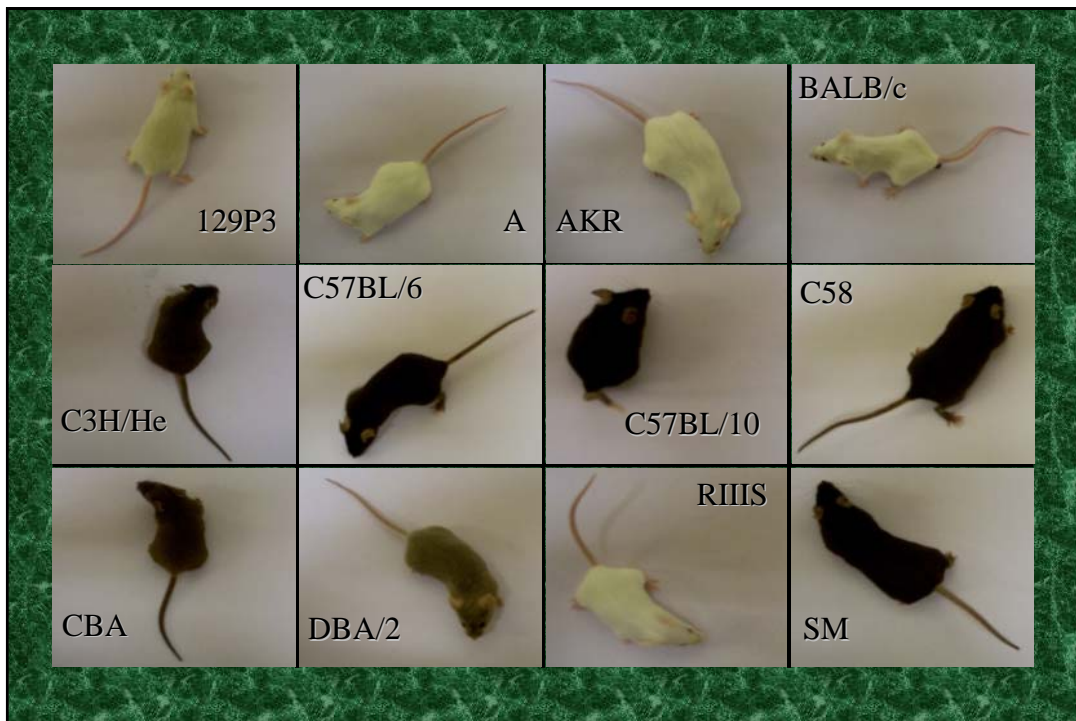 129P3
A
AKR
BALB/c
C3H/He
C57BL/6
C57BL/10
C58
CBA
DBA/2
RIIIS
SM